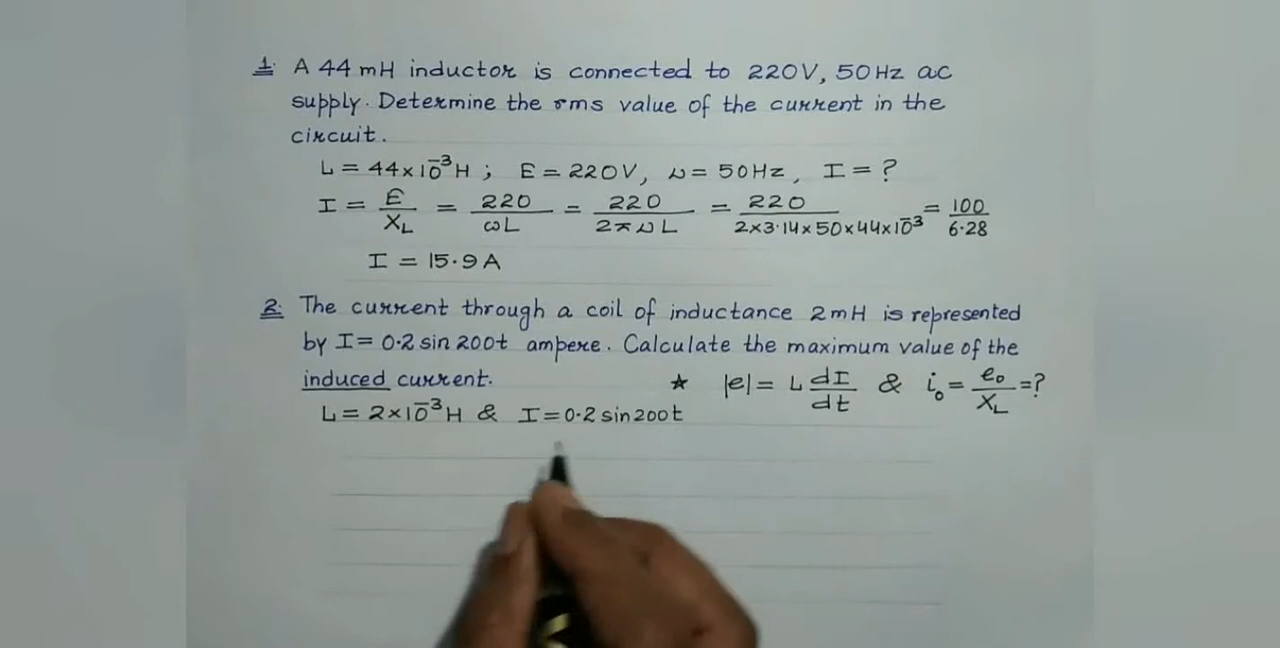 1. A 44 mH inductor is connected to 220V, 50Hz ac
supply. Determine the rms value of the current in the
circuit.
L = 44×10⁻³H ; E = 220V, ν = 50Hz, I = ?
I = E/X_L = 220/ωL = 220/2πνL = 220/2×3·14×50×44×10⁻³ = 100/6·28
I = 15·9A
2. The current through a coil of inductance 2mH is represented
by I = 0·2 sin 200t ampere. Calculate the maximum value of the
induced current. ★ |e| = L dI/dt & i₀ = e₀/X_L = ?
L = 2×10⁻³H & I = 0·2 sin200t